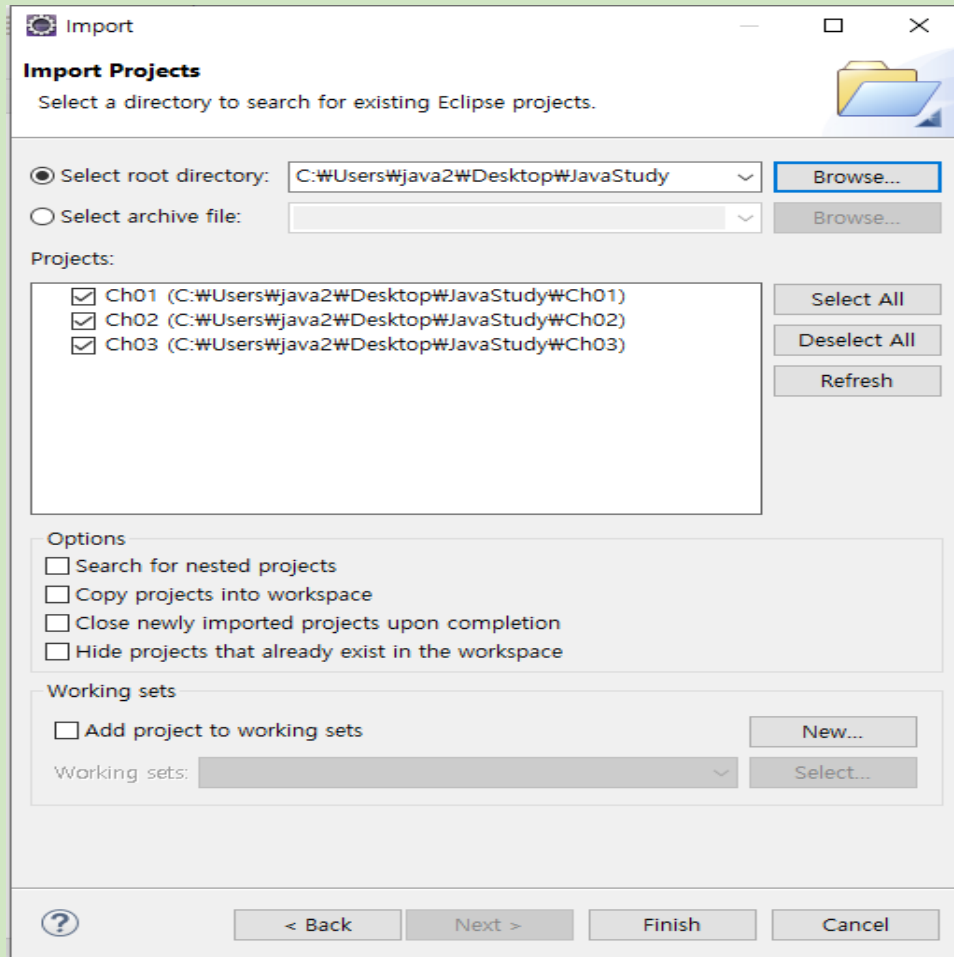 Import
Import Projects
Select a directory to search for existing Eclipse projects.
Select root directory: C:₩Users₩java2₩Desktop₩JavaStudy Browse...
Select archive file: Browse...
Projects:
Ch01 (C:₩Users₩java2₩Desktop₩JavaStudy₩Ch01)
Ch02 (C:₩Users₩java2₩Desktop₩JavaStudy₩Ch02)
Ch03 (C:₩Users₩java2₩Desktop₩JavaStudy₩Ch03)
Select All
Deselect All
Refresh
Options
Search for nested projects
Copy projects into workspace
Close newly imported projects upon completion
Hide projects that already exist in the workspace
Working sets
Add project to working sets New...
Working sets: Select...
? < Back Next > Finish Cancel